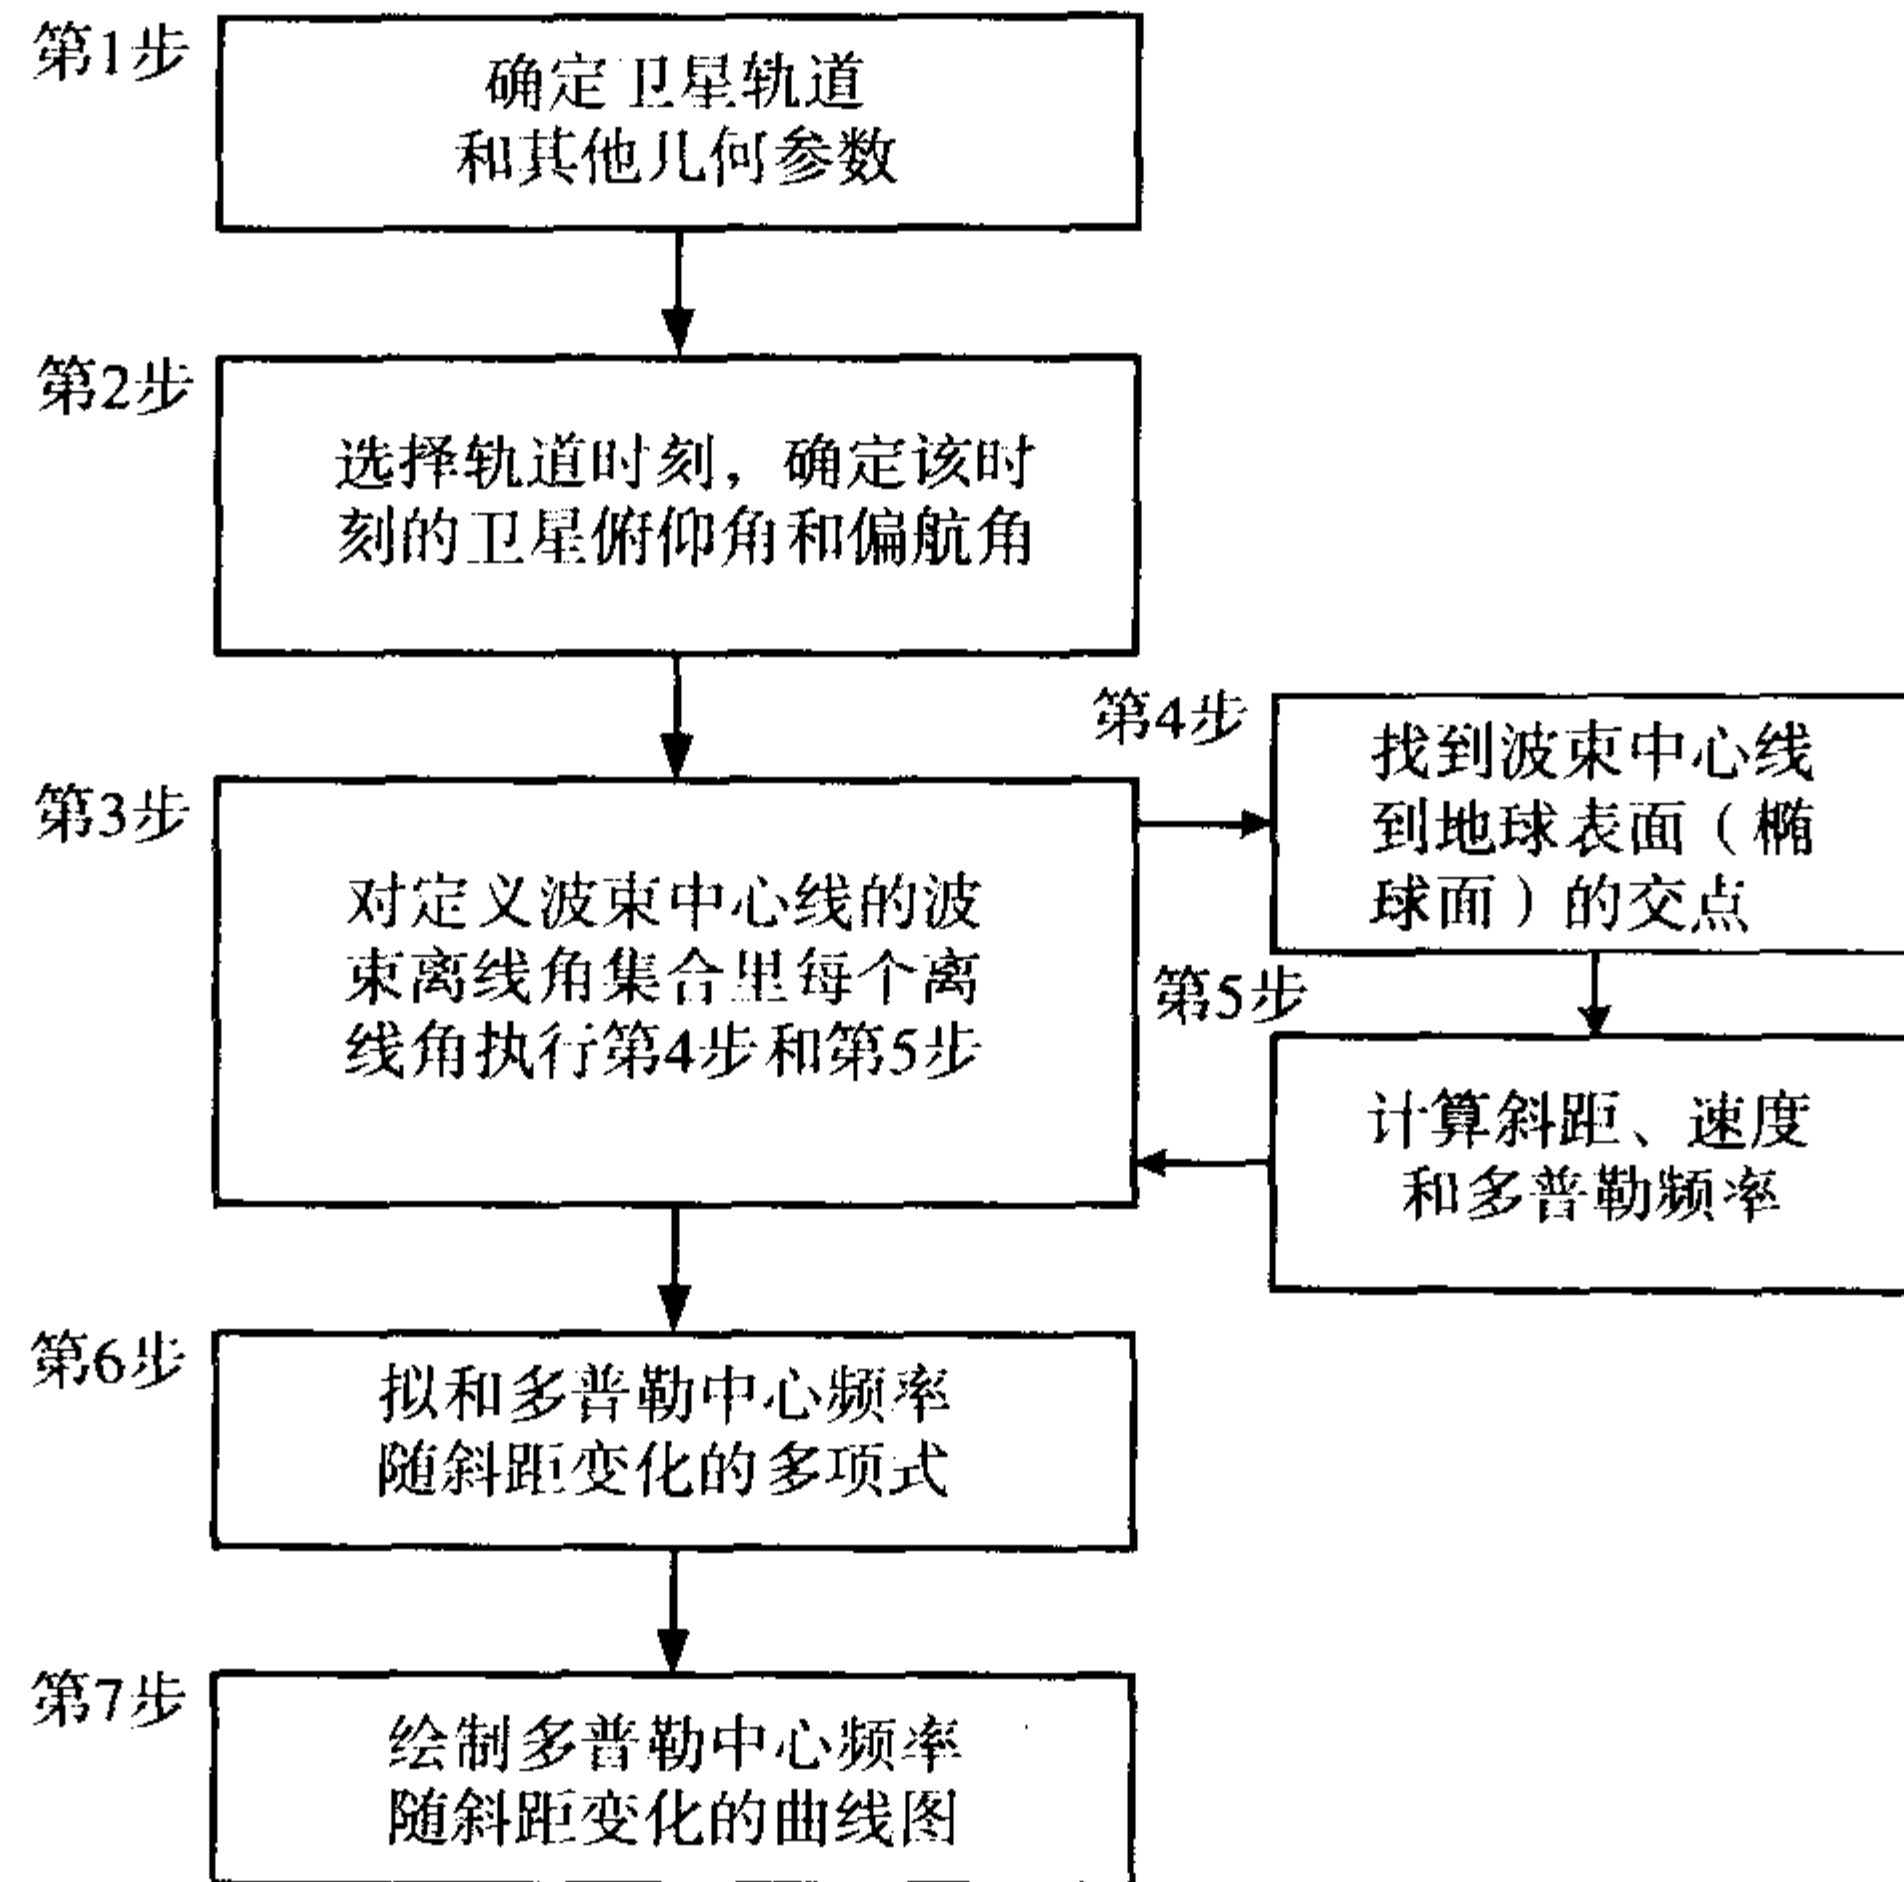 第1步
确定卫星轨道
和其他几何参数
第2步
选择轨道时刻，确定该时
刻的卫星俯仰角和偏航角
第3步
对定义波束中心线的波
束离线角集合里每个离
线角执行第4步和第5步
第4步
找到波束中心线
到地球表面（椭
球面）的交点
第5步
计算斜距、速度
和多普勒频率
第6步
拟和多普勒中心频率
随斜距变化的多项式
第7步
绘制多普勒中心频率
随斜距变化的曲线图